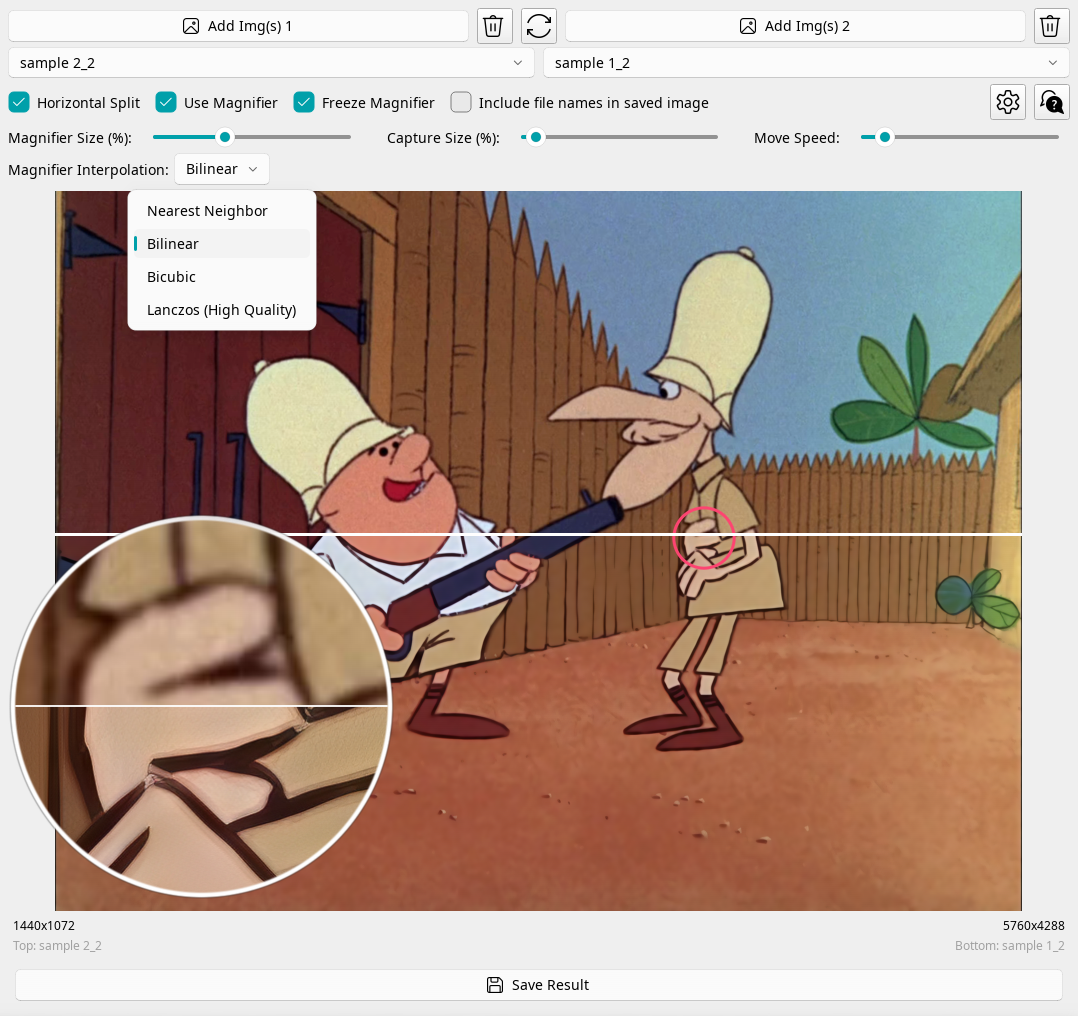 Add Img(s) 1
Add Img(s) 2
sample 2_2
sample 1_2
Horizontal Split
Use Magnifier
Freeze Magnifier
Include file names in saved image
Magnifier Size (%):
Capture Size (%):
Move Speed:
Magnifier Interpolation:
Bilinear
Nearest Neighbor
Bilinear
Bicubic
Lanczos (High Quality)
1440x1072
5760x4288
Top: sample 2_2
Bottom: sample 1_2
Save Result